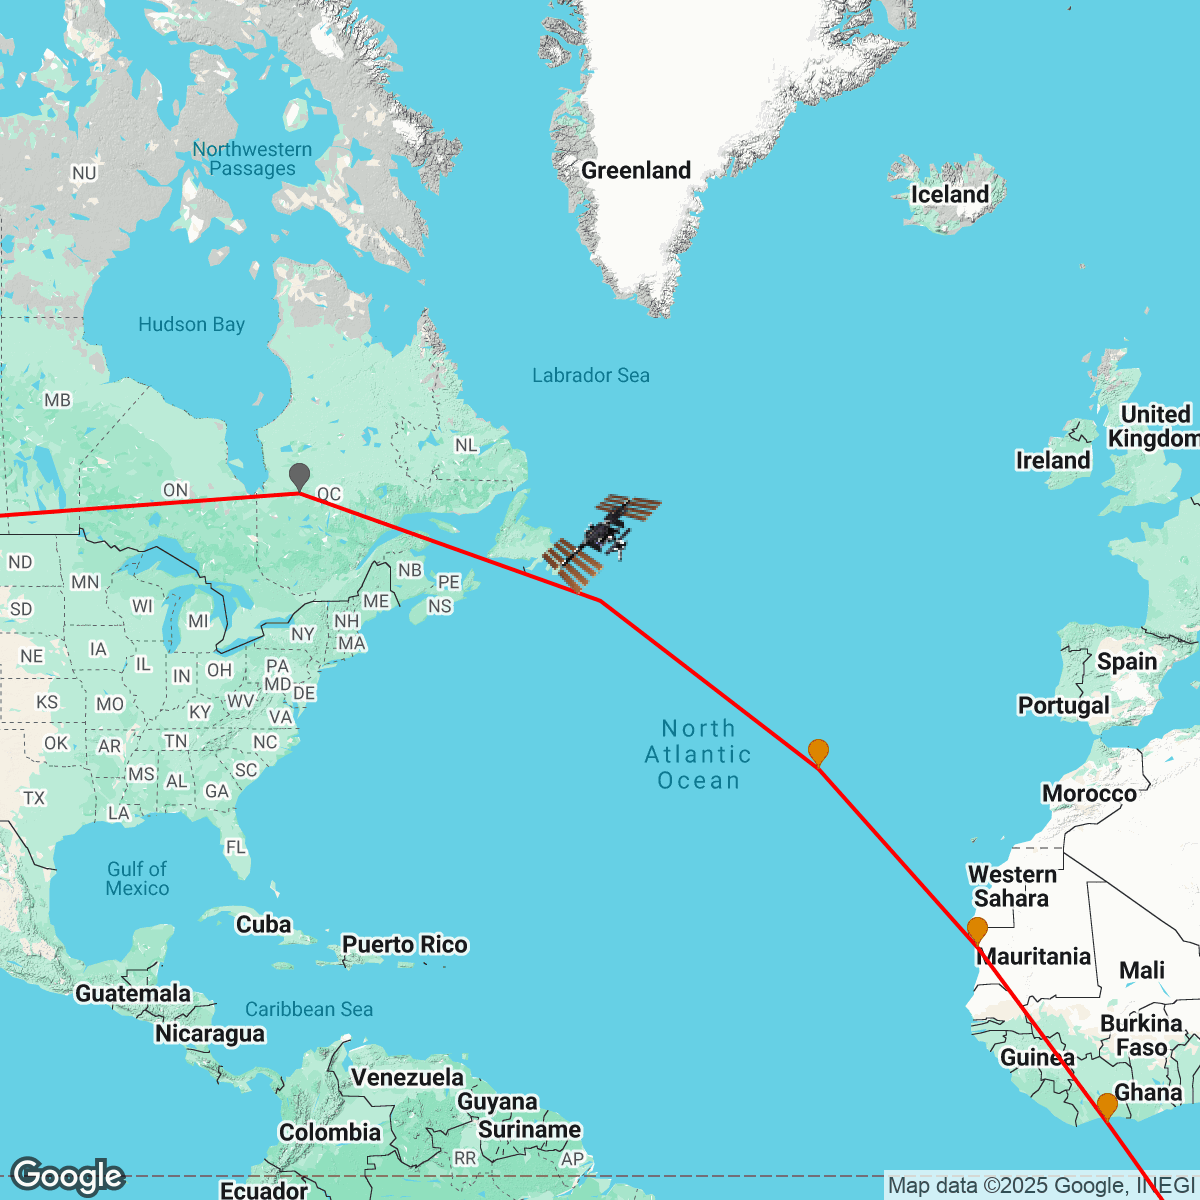 Greenland
Northwestern
Passages
NU
Iceland
Hudson Bay
Labrador Sea
MB
United
Kingdom
NL
Ireland
ON
QC
ND
NB
MN
PE
SD
WI
MI
ME
NS
NH
NY
MA
IA
NE
IL
OH
PA
IN
MD
DE
Spain
KS
MO
WV
KY
VA
Portugal
North
Atlantic
Ocean
OK
AR
TN
NC
MS
AL
SC
GA
TX
LA
Morocco
FL
Gulf of
Mexico
Western
Sahara
Cuba
Puerto Rico
Mauritania
Mali
Guatemala
Caribbean Sea
Nicaragua
Burkina
Faso
Guinea
Venezuela
Ghana
Guyana
Suriname
Colombia
RR
AP
Ecuador
Google
Map data ©2025 Google, INEGI